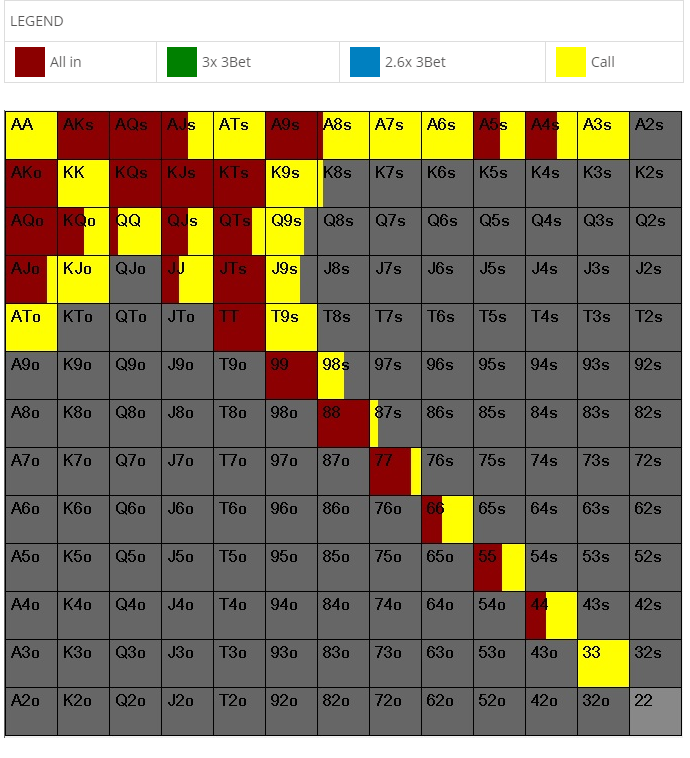 LEGEND
All in 3x 3Bet 2.6x 3Bet Call
AA AKs AQs AJs ATs A9s A8s A7s A6s A5s A4s A3s A2s
AKo KK KQs KJs KTs K9s K8s K7s K6s K5s K4s K3s K2s
AQo KQo QQ QJs QTs Q9s Q8s Q7s Q6s Q5s Q4s Q3s Q2s
AJo KJo QJo JJ JTs J9s J8s J7s J6s J5s J4s J3s J2s
ATo KTo QTo JTo TT T9s T8s T7s T6s T5s T4s T3s T2s
A9o K9o Q9o J9o T9o 99 98s 97s 96s 95s 94s 93s 92s
A8o K8o Q8o J8o T8o 98o 88 87s 86s 85s 84s 83s 82s
A7o K7o Q7o J7o T7o 97o 87o 77 76s 75s 74s 73s 72s
A6o K6o Q6o J6o T6o 96o 86o 76o 66 65s 64s 63s 62s
A5o K5o Q5o J5o T5o 95o 85o 75o 65o 55 54s 53s 52s
A4o K4o Q4o J4o T4o 94o 84o 74o 64o 54o 44 43s 42s
A3o K3o Q3o J3o T3o 93o 83o 73o 63o 53o 43o 33 32s
A2o K2o Q2o J2o T2o 92o 82o 72o 62o 52o 42o 32o 22